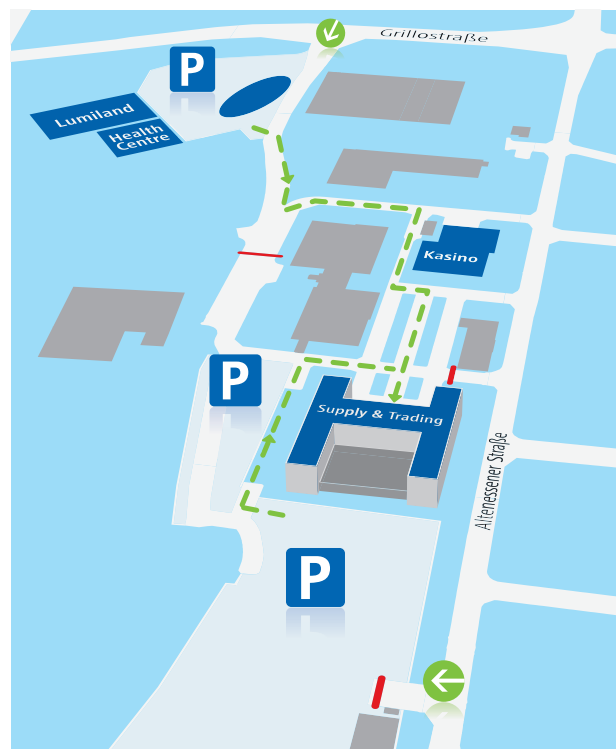 Grillostraße
P
Lumiland
Health
Centre
Kasino
P
Supply & Trading
Altenessener Straße
P